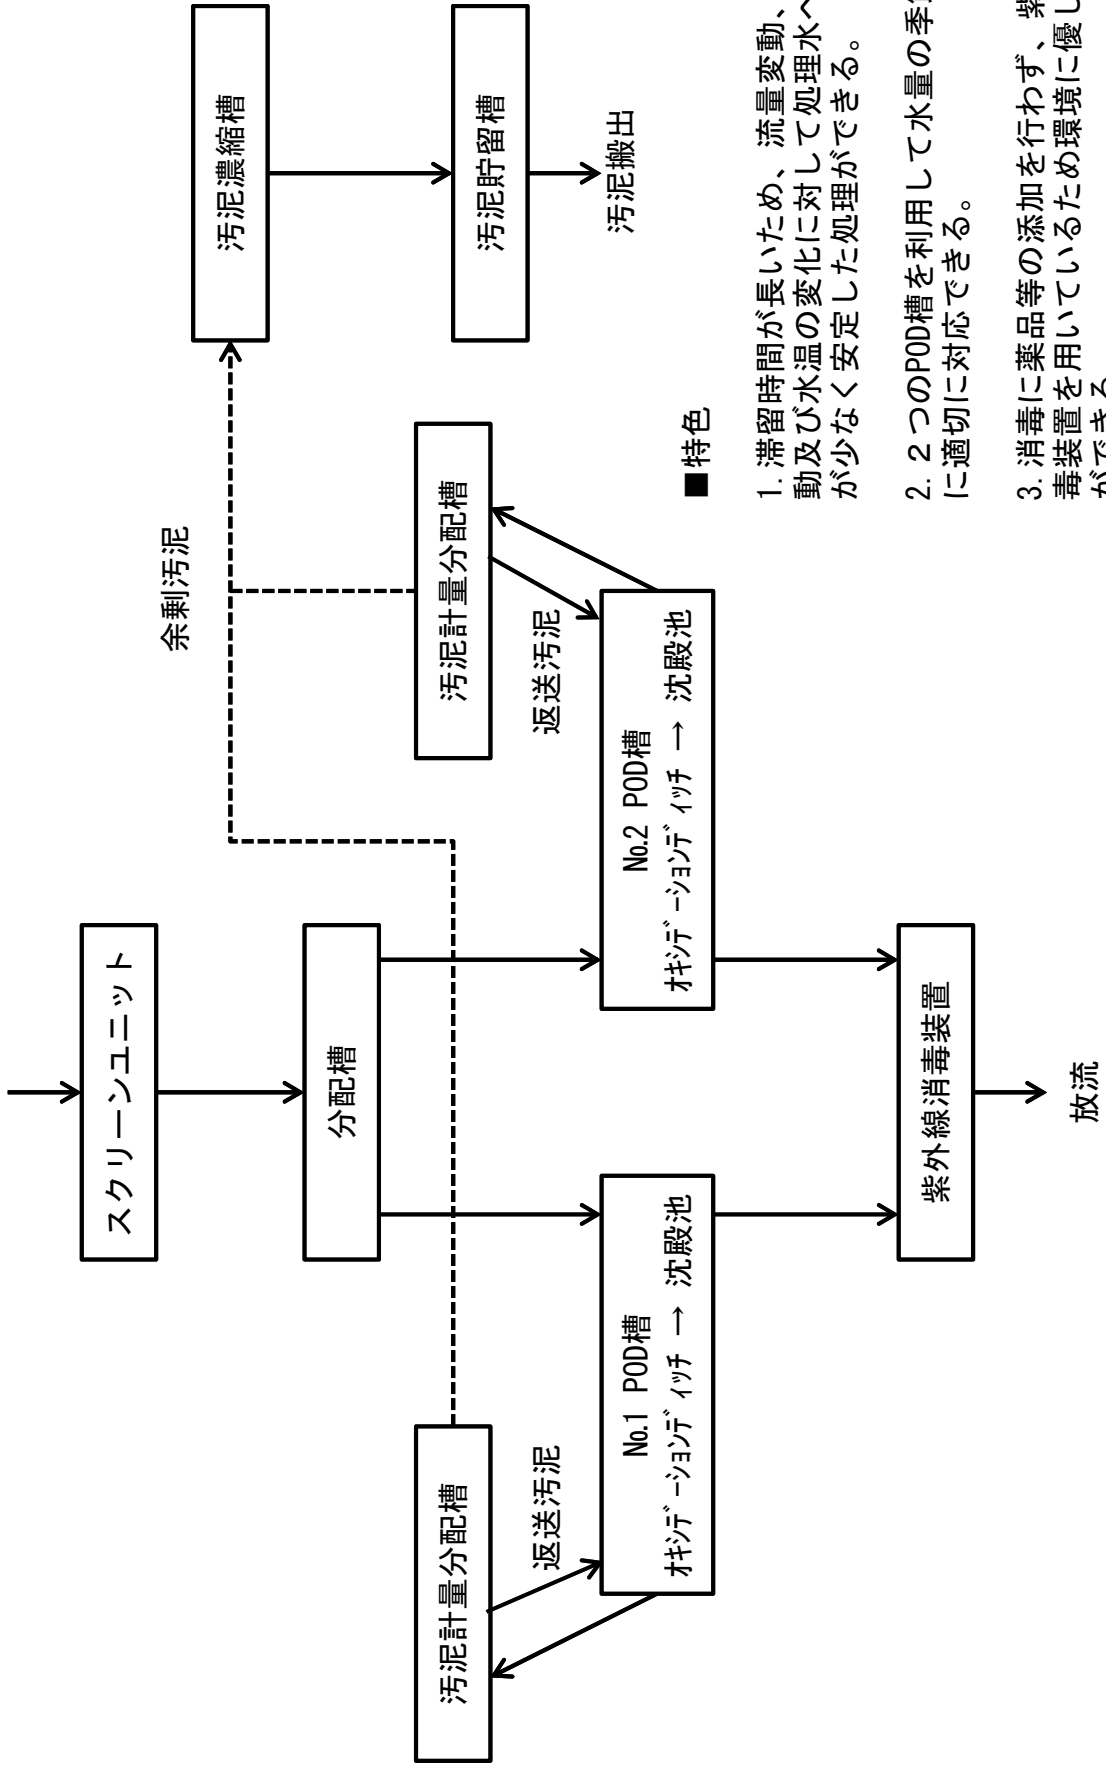 スクリーンユニット
分配槽
汚泥計量分配槽
返送汚泥
No.1 POD槽
ｵｷｼﾃﾞｰｼｮﾝﾃﾞｨｯﾁ → 沈殿池
余剰汚泥
汚泥計量分配槽
返送汚泥
No.2 POD槽
ｵｷｼﾃﾞｰｼｮﾝﾃﾞｨｯﾁ → 沈殿池
紫外線消毒装置
放流
汚泥濃縮槽
汚泥貯留槽
汚泥搬出
■特色
1.滞留時間が長いため、流量変動、
動及び水温の変化に対して処理水へ
が少なく安定した処理ができる。
2.２つのPOD槽を利用して水量の季
に適切に対応できる。
3.消毒に薬品等の添加を行わず、紫
毒装置を用いているため環境に優し
ができる